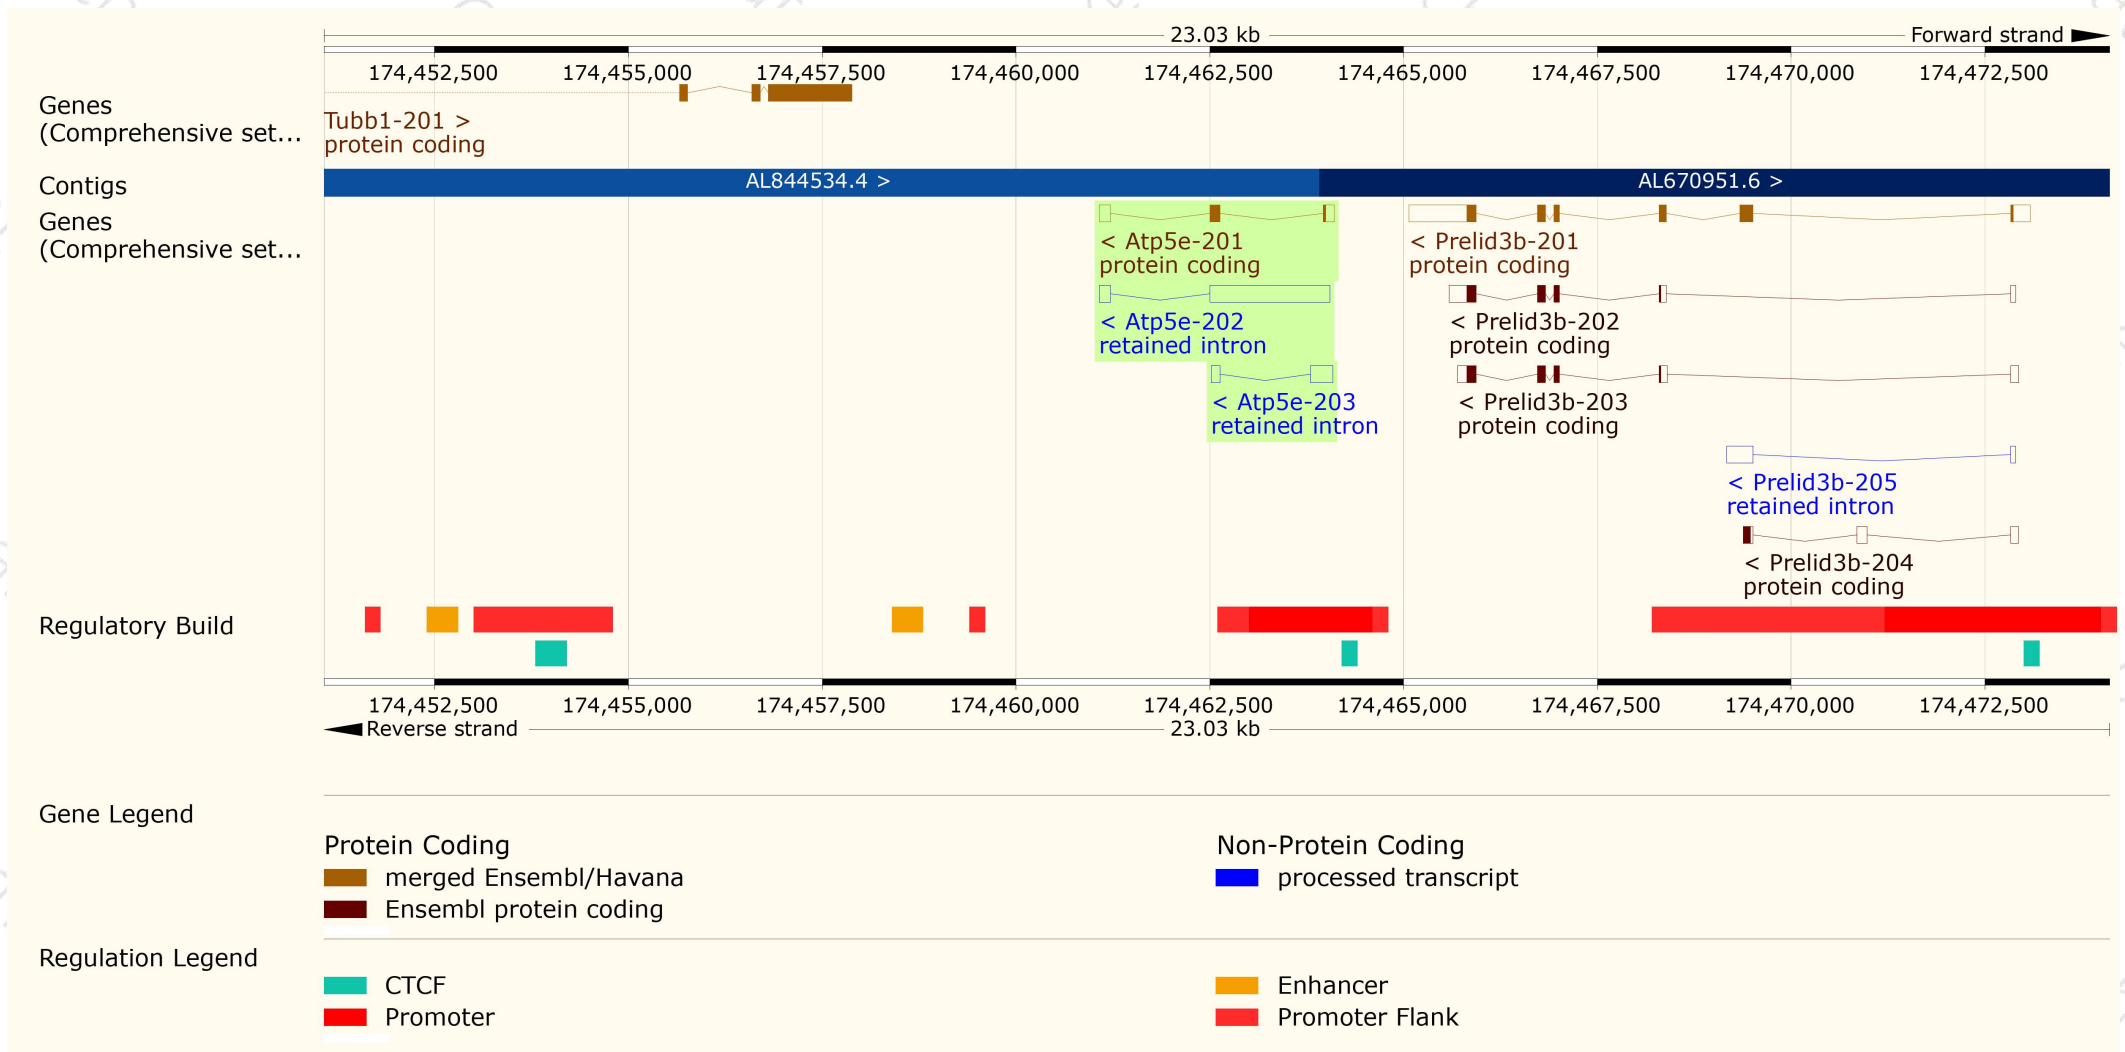 23.03 kb
Forward strand
174,452,500 174,455,000 174,457,500 174,460,000 174,462,500 174,465,000 174,467,500 174,470,000 174,472,500
Genes
(Comprehensive set...
Tubb1-201 >
protein coding
Contigs
AL844534.4 >
AL670951.6 >
Genes
(Comprehensive set...
< Atp5e-201
protein coding
< Prelid3b-201
protein coding
< Atp5e-202
retained intron
< Prelid3b-202
protein coding
< Atp5e-203
retained intron
< Prelid3b-203
protein coding
< Prelid3b-205
retained intron
< Prelid3b-204
protein coding
Regulatory Build
174,452,500 174,455,000 174,457,500 174,460,000 174,462,500 174,465,000 174,467,500 174,470,000 174,472,500
Reverse strand
23.03 kb
Gene Legend
Protein Coding
merged Ensembl/Havana
Ensembl protein coding
Non-Protein Coding
processed transcript
Regulation Legend
CTCF
Promoter
Enhancer
Promoter Flank